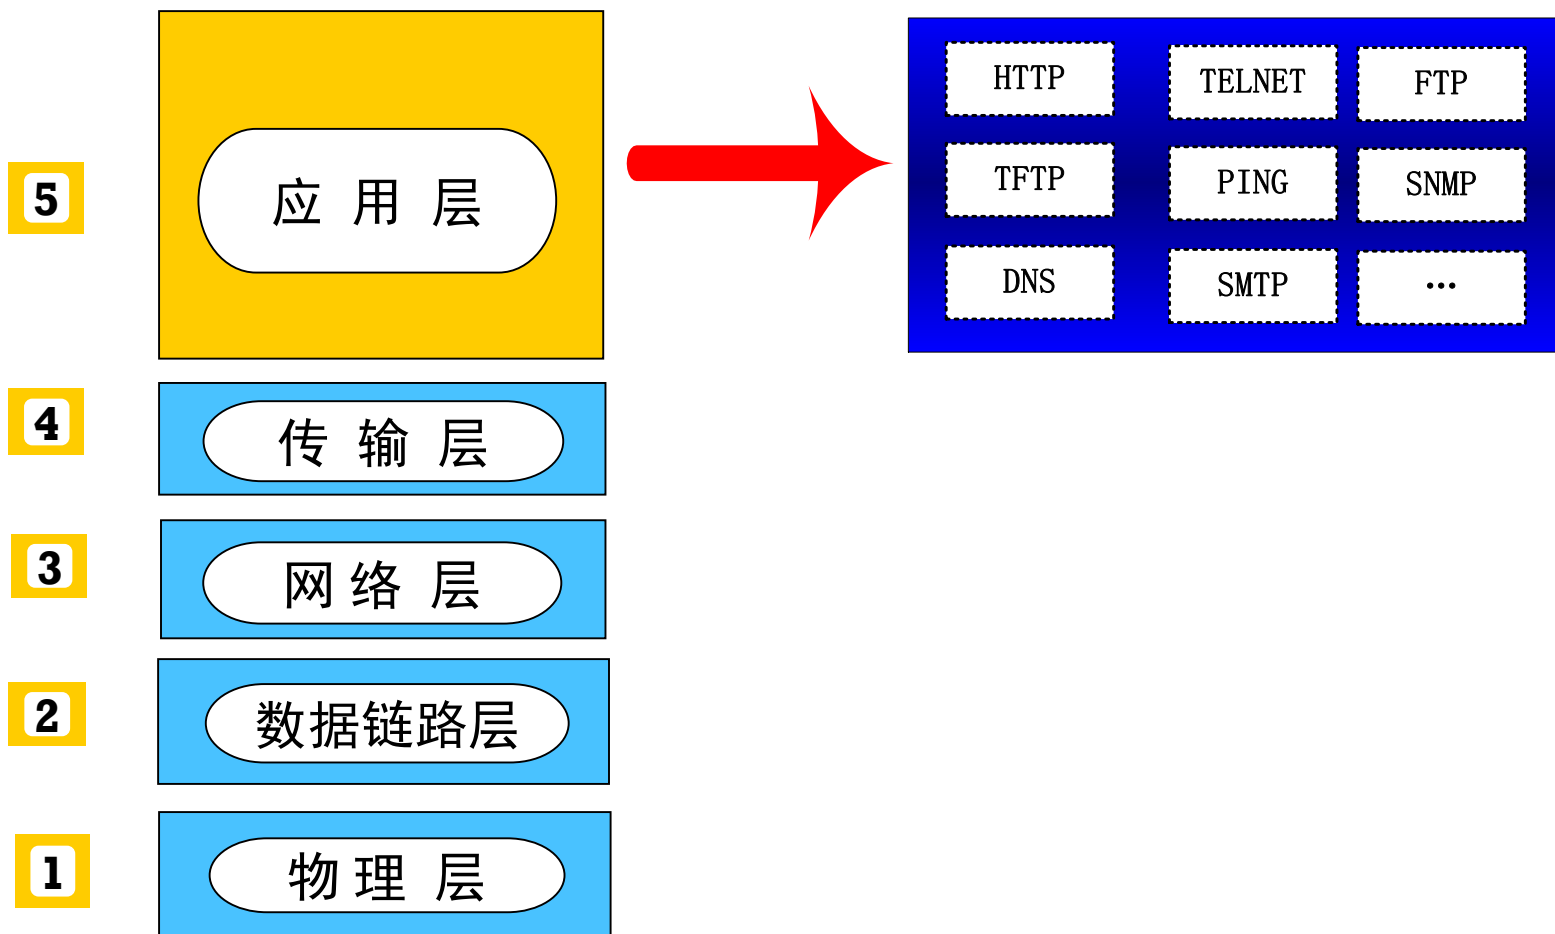 5
应 用 层
HTTP TELNET FTP
TFTP PING SNMP
DNS SMTP …
4
传 输 层
3
网 络 层
2
数据链路层
1
物 理 层